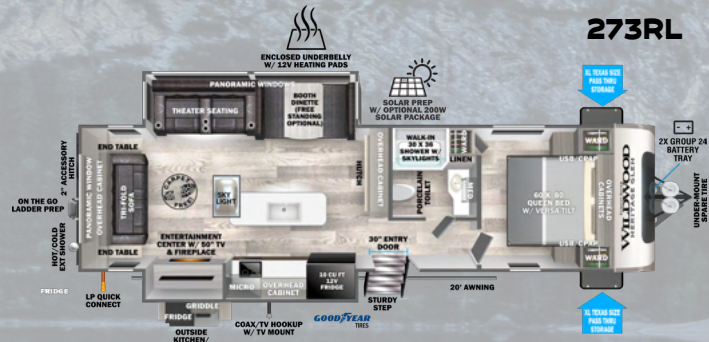 273RL
ENCLOSED UNDERBELLY
W/ 12V HEATING PADS
PANORAMIC WINDOWS
THEATER SEATING
BOOTH
DINETTE
(FREE
STANDING
OPTIONAL)
SOLAR PREP
W/ OPTIONAL 200W
SOLAR PACKAGE
XL TEXAS SIZE
PASS THRU
STORAGE
2X GROUP 24
BATTERY
TRAY
UNDER-MOUNT
SPARE TIRE
2" ACCESSORY
HITCH
ON THE GO
LADDER PREP
HOT/COLD
EXT SHOWER
PANORAMIC WINDOW
OVERHEAD CABINET
END TABLE
TRI-FOLD
SOFA
END TABLE
CARPET
FREE!
SKY
LIGHT
HUTCH
OVERHEAD CABINET
WALK-IN
30 X 36
SHOWER W/
SKYLIGHTS
WARD
LINEN
PORCELAIN
TOILET
MED
60 X 80
QUEEN BED
W/ VERSA TILT
USB CPAP
WARD
OVERHEAD
CABINETS
USB CPAP
WARD
WILDWOOD
HERITAGE GLEN
ENTERTAINMENT
CENTER W/ 50" TV
& FIREPLACE
30" ENTRY
DOOR
MICRO
OVERHEAD
CABINET
10 CU FT
12V
FRIDGE
STURDY
STEP
20' AWNING
FRIDGE
LP QUICK
CONNECT
GRIDDLE
FRIDGE
OUTSIDE
KITCHEN/
COAX/TV HOOKUP
W/ TV MOUNT
GOODYEAR
TIRES
XL TEXAS SIZE
PASS THRU
STORAGE